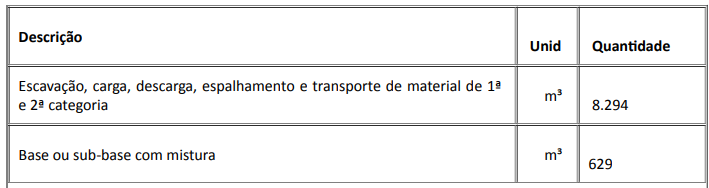 Descrição Unid Quantidade
Escavação, carga, descarga, espalhamento e transporte de material de 1ª
e 2ª categoria m³ 8.294
Base ou sub-base com mistura m³ 629